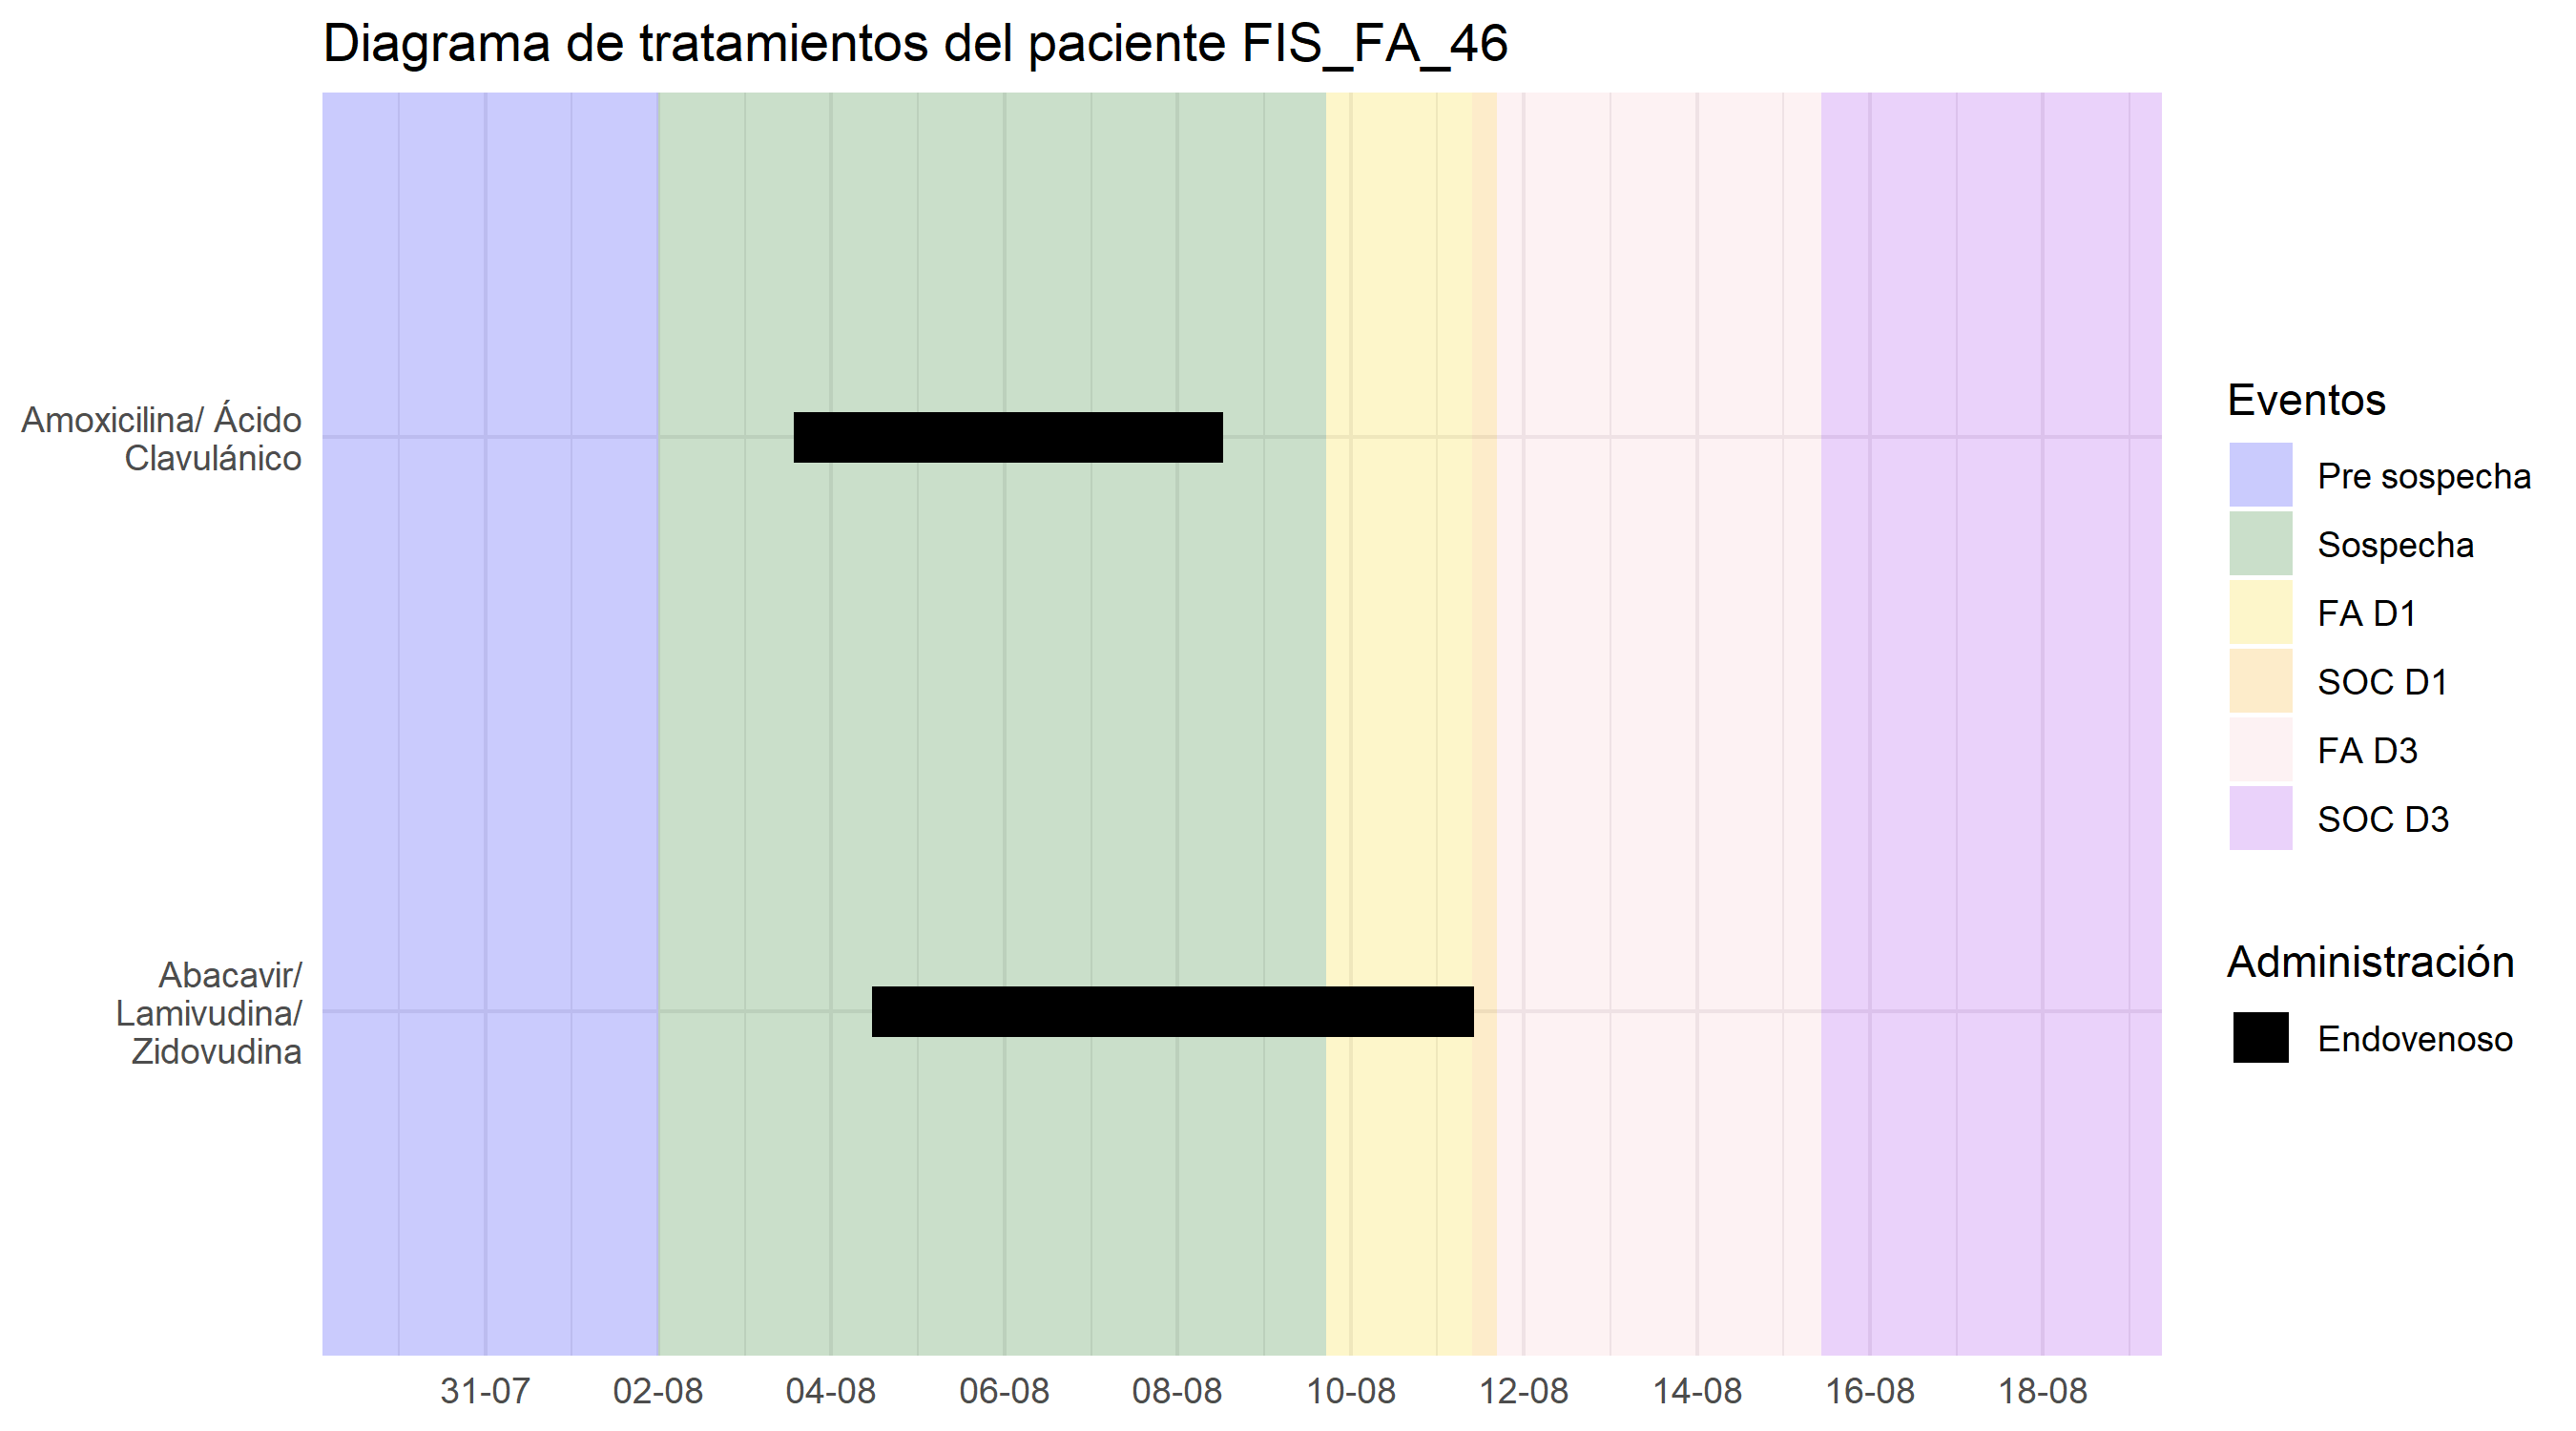 Diagrama de tratamientos del paciente FIS_FA_46
Amoxicilina/ Ácido
Clavulánico
Abacavir/
Lamivudina/
Zidovudina
31-07
02-08
04-08
06-08
08-08
10-08
12-08
14-08
16-08
18-08
Eventos
Pre sospecha
Sospecha
FA D1
SOC D1
FA D3
SOC D3
Administración
Endovenoso